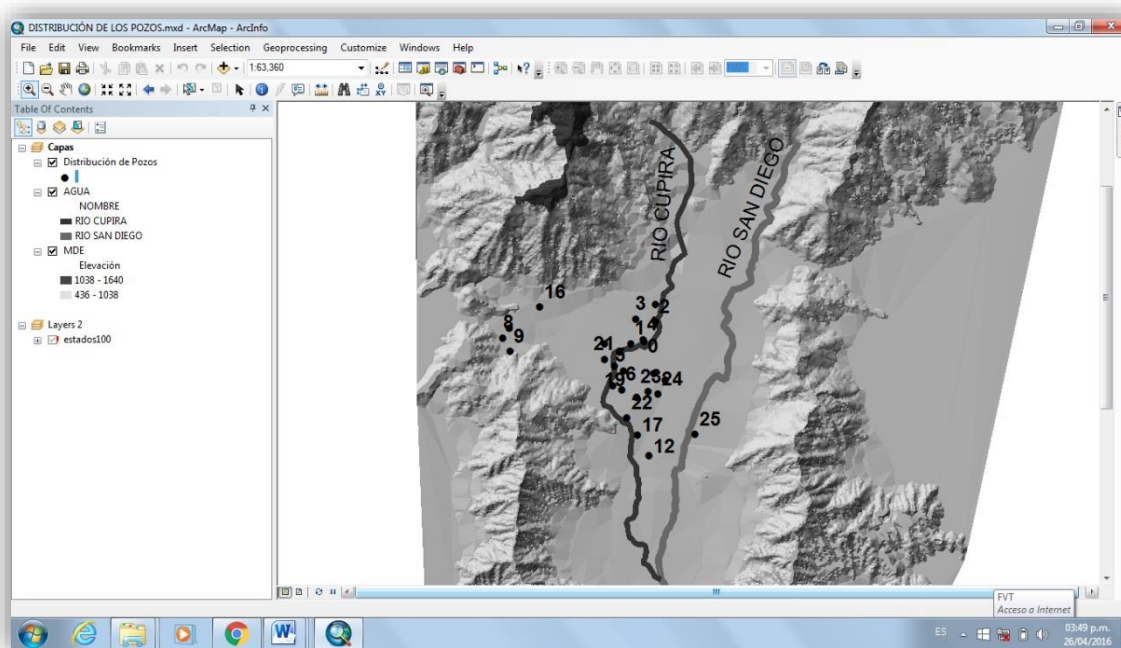 DISTRIBUCIÓN DE LOS POZOS.mxd - ArcMap - ArcInfo
File Edit View Bookmarks Insert Selection Geoprocessing Customize Windows Help
1:63,360
Table Of Contents
Capas
Distribución de Pozos
AGUA
NOMBRE
RIO CUPIRA
RIO SAN DIEGO
MDE
Elevación
1038 - 1640
436 - 1038
Layers 2
estados100
RIO CUPIRA
RIO SAN DIEGO
16
3 2
8
1 4
9
21 0
5
6
19 24
22
17 25
12
FVT
Acceso a Internet
ES
03:49 p.m.
26/04/2016